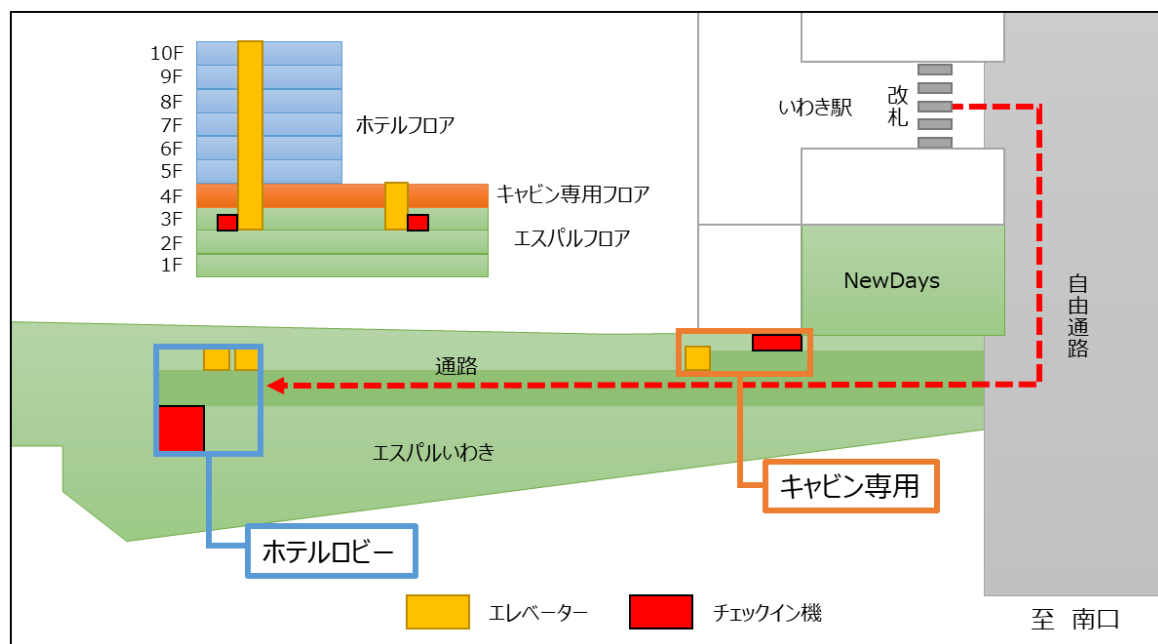 10F
9F
8F
7F
6F
5F
4F
3F
2F
1F
ホテルフロア
キャビン専用フロア
エスパルフロア
いわき駅
改札
NewDays
自由通路
通路
エスパルいわき
キャビン専用
ホテルロビー
エレベーター
チェックイン機
至 南口